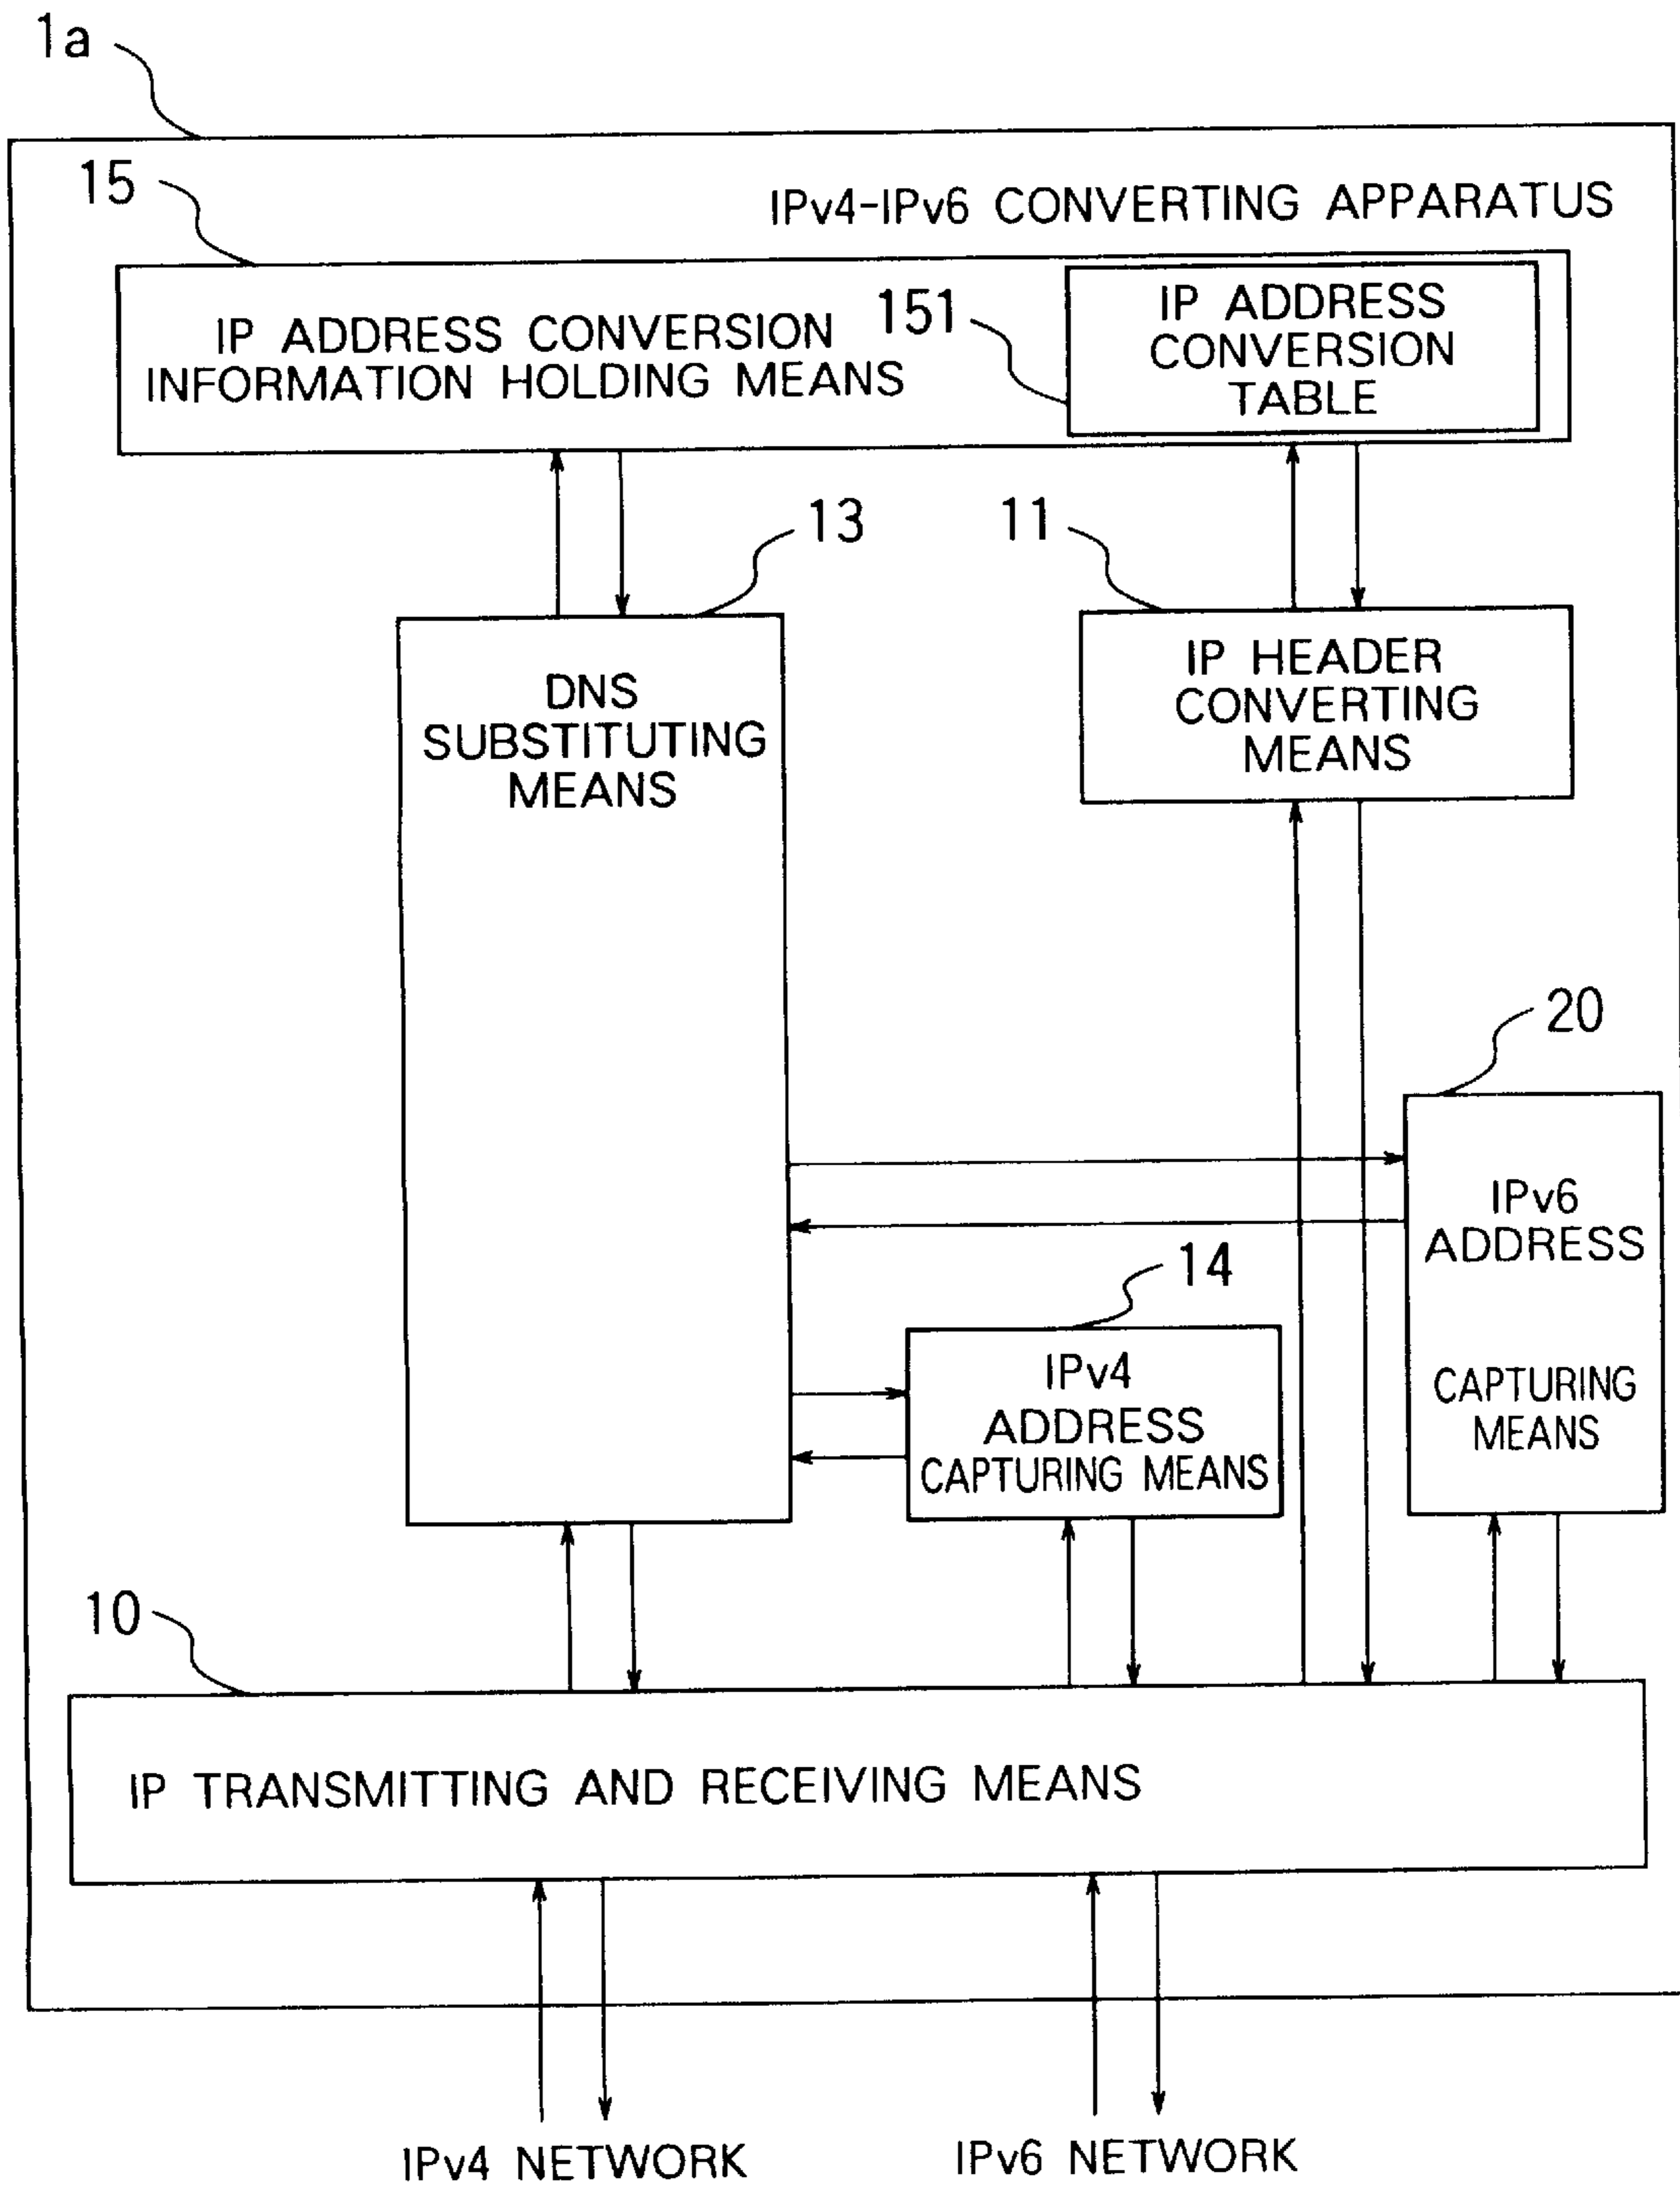 1a
15
IPv4-IPv6 CONVERTING APPARATUS
IP ADDRESS CONVERSION
INFORMATION HOLDING MEANS
151
IP ADDRESS
CONVERSION
TABLE
13
11
DNS
SUBSTITUTING
MEANS
IP HEADER
CONVERTING
MEANS
20
IPv6
ADDRESS
CAPTURING
MEANS
14
IPv4
ADDRESS
CAPTURING MEANS
10
IP TRANSMITTING AND RECEIVING MEANS
IPv4 NETWORK
IPv6 NETWORK